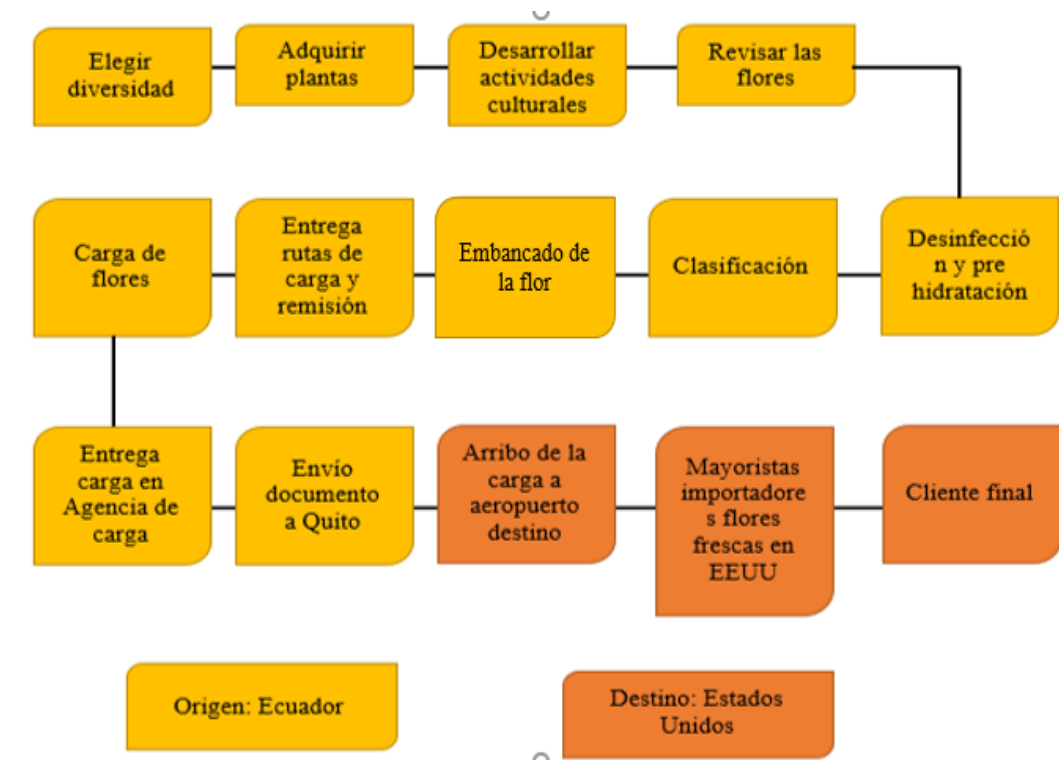 Elegir
diversidad
Adquirir
plantas
Desarrollar
actividades
culturales
Revisar las
flores
Desinfecció
n y pre
hidratación
Clasificación
Embancado de
la flor
Entrega
rutas de
carga y
remisión
Carga de
flores
Entrega
carga en
Agencia de
carga
Envío
documento
a Quito
Arribo de la
carga a
aeropuerto
destino
Mayoristas
importadore
s flores
frescas en
EEUU
Cliente final
Origen: Ecuador
Destino: Estados
Unidos